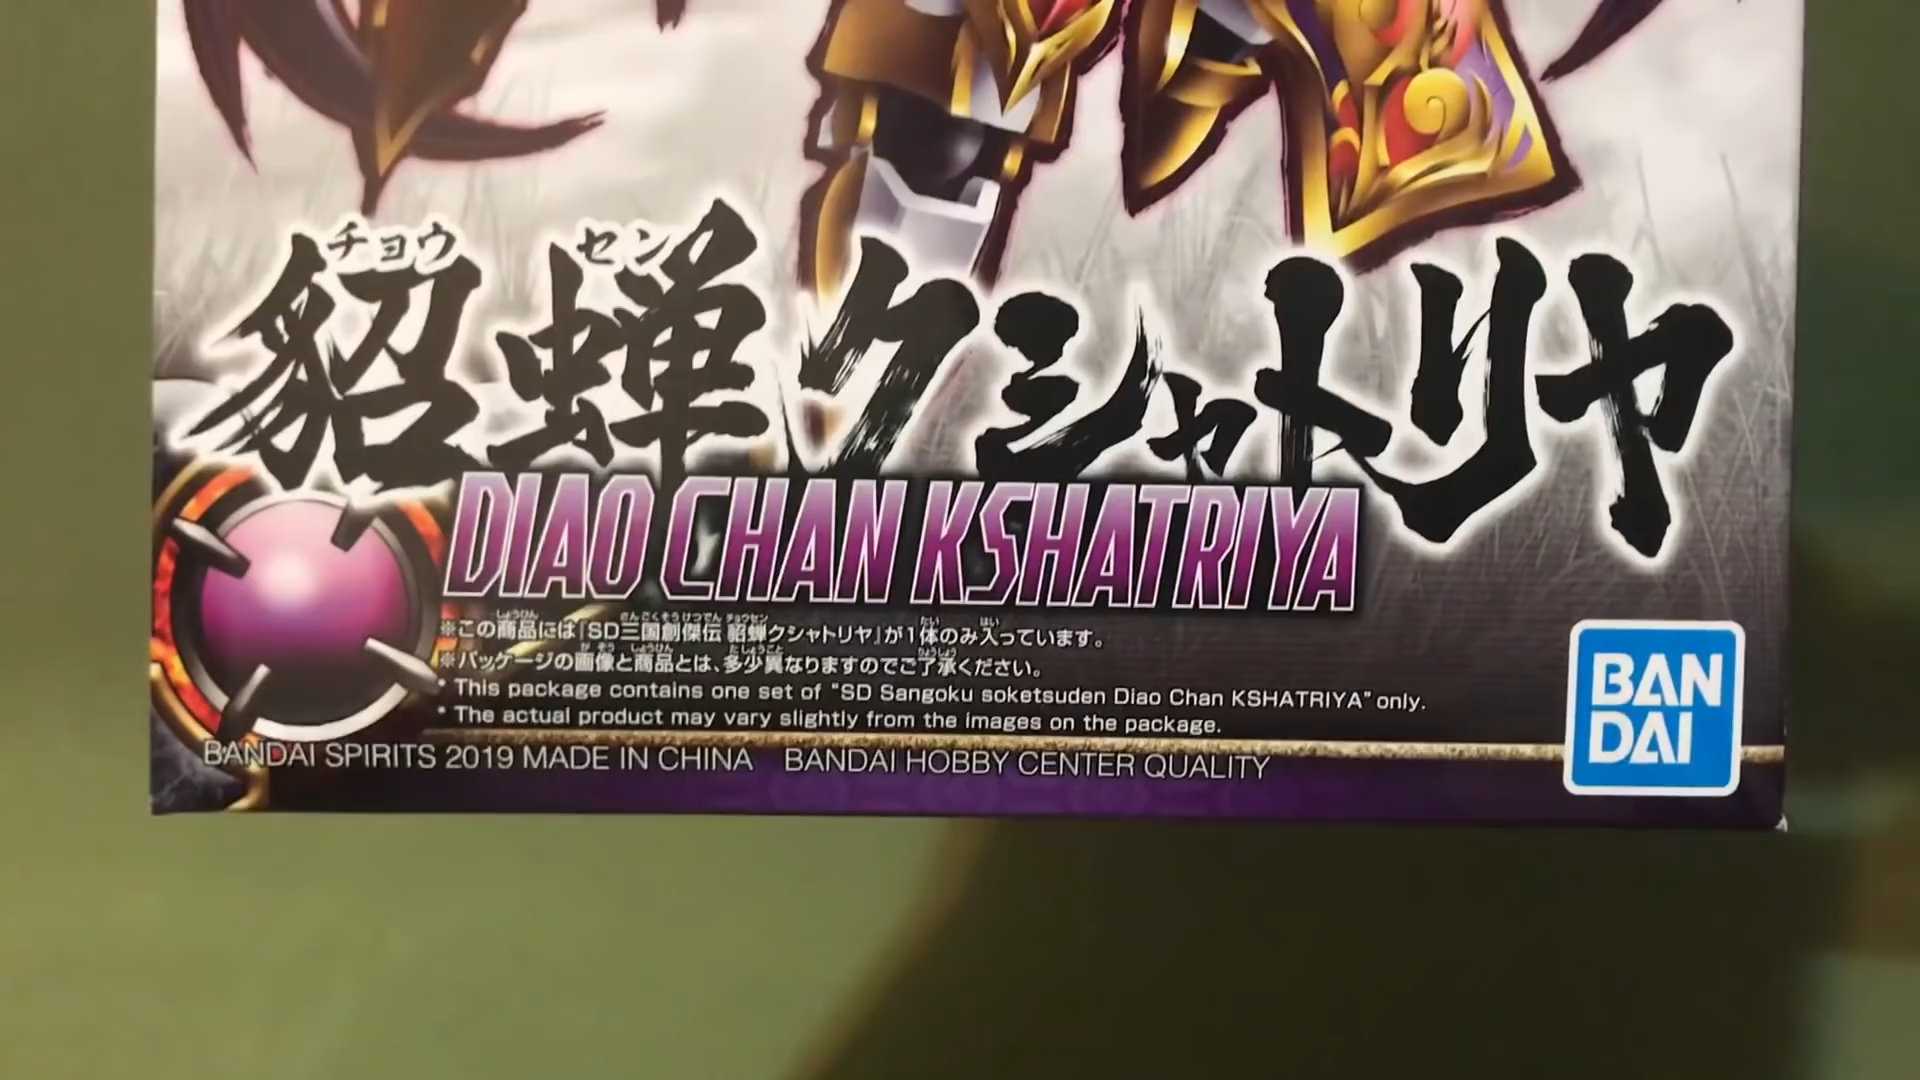 チョウ セン
貂蝉クシャトリヤ
DIAO CHAN KSHATRIYA
※この商品には『SD三国創傑伝 貂蝉クシャトリヤ』が1体のみ入っています。
※パッケージの画像と商品とは、多少異なりますのでご了承ください。
* This package contains one set of "SD Sangoku soketsuden Diao Chan KSHATRIYA" only.
* The actual product may vary slightly from the images on the package.
BANDAI SPIRITS 2019 MADE IN CHINA BANDAI HOBBY CENTER QUALITY
BAN
DAI